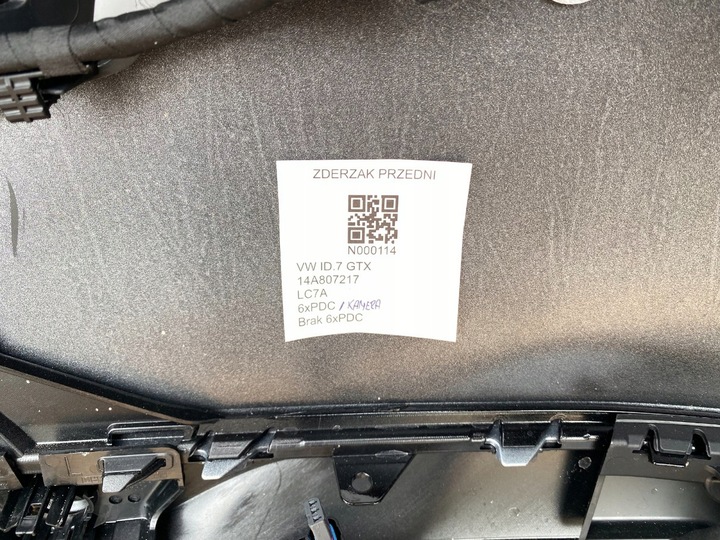 ZDERZAK PRZEDNI
N000114
VW ID.7 GTX
14A807217
LC7A
6xPDC / KAMERA
Brak 6xPDC